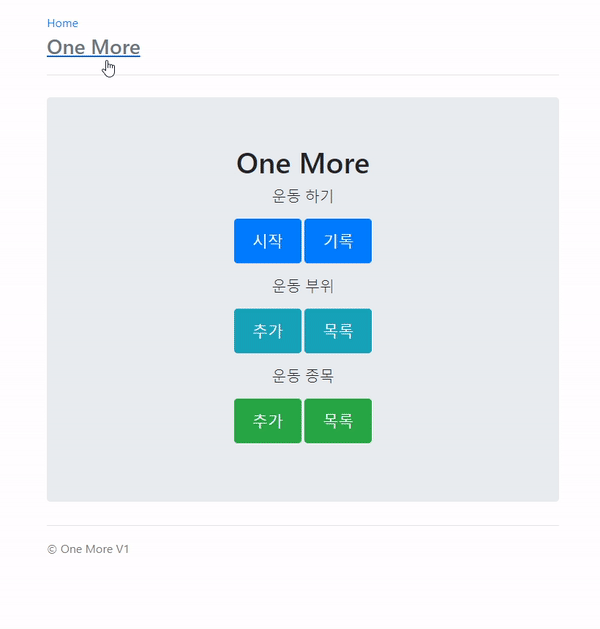 Home
One More
One More
운동 하기
시작 기록
운동 부위
추가 목록
운동 종목
추가 목록
© One More V1